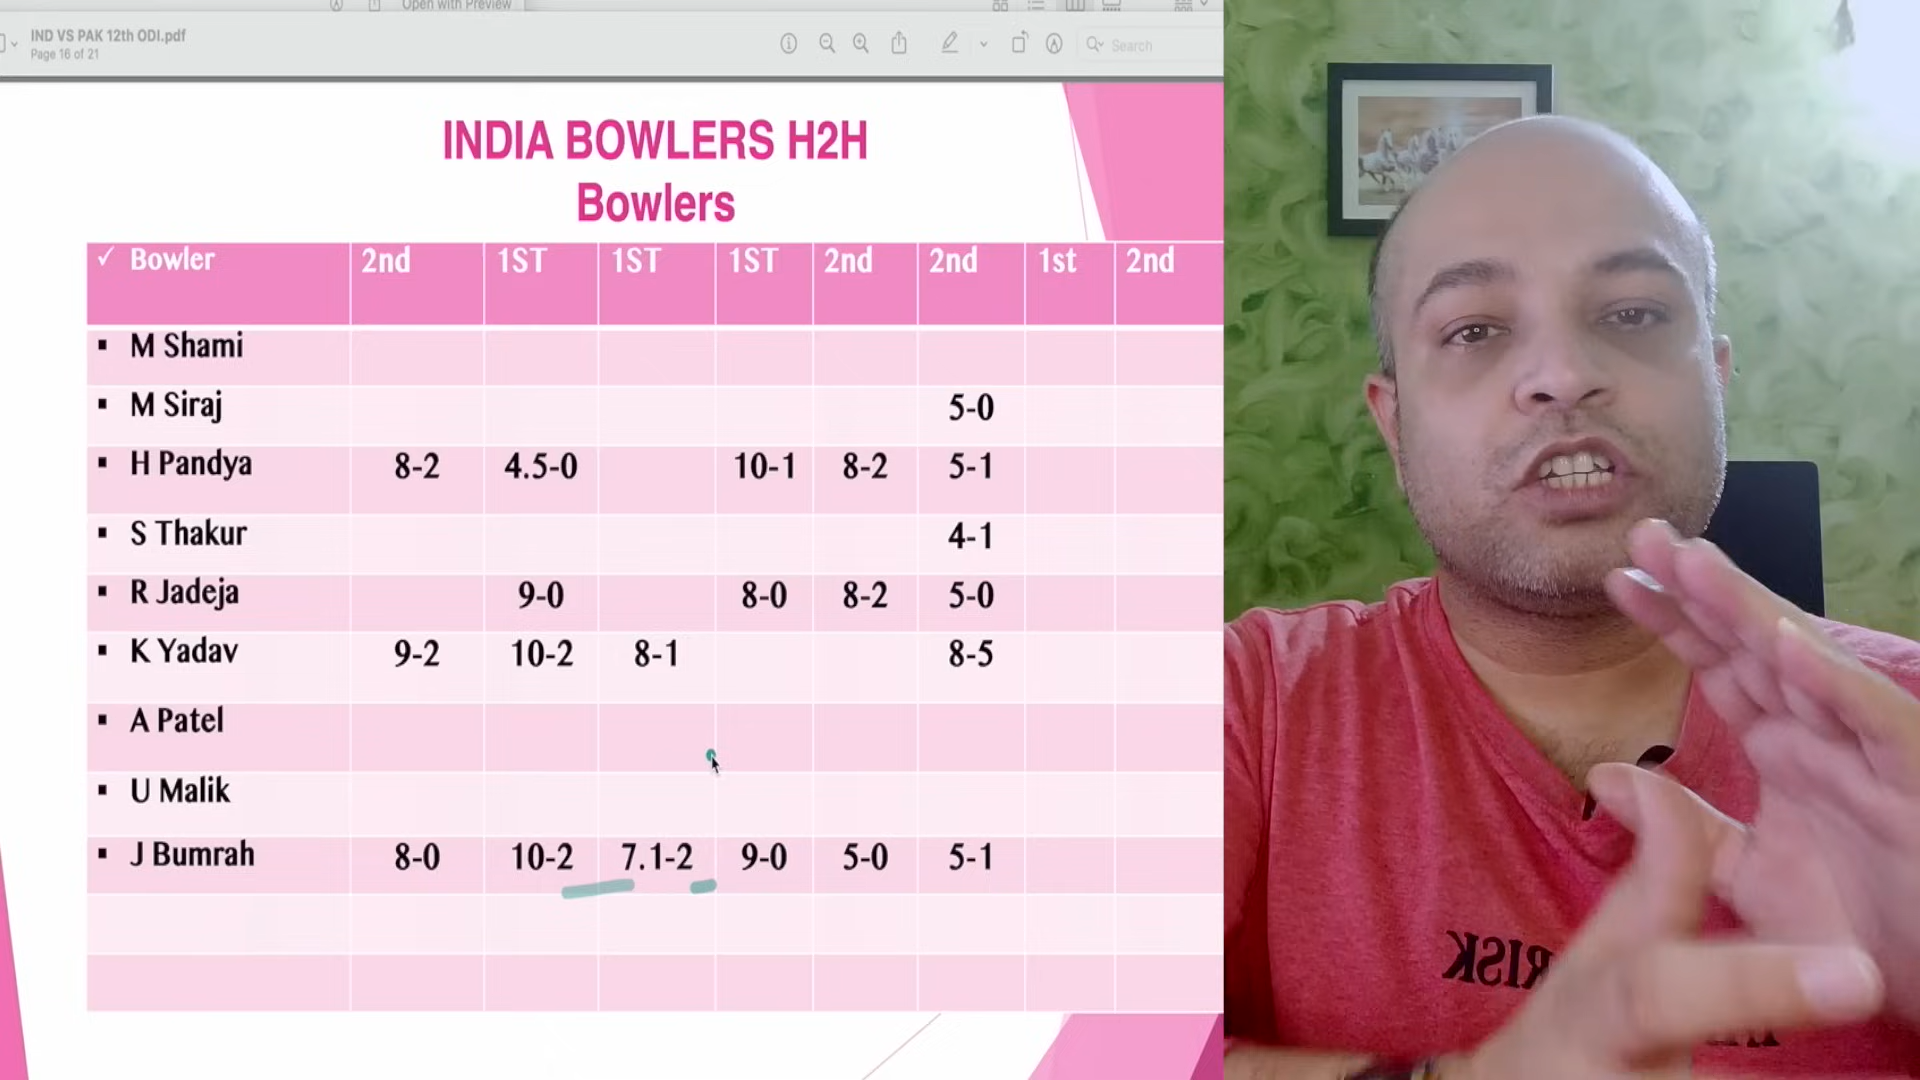 Open with Preview
IND VS PAK 12th ODI.pdf
Page 16 of 21
Search
INDIA BOWLERS H2H
Bowlers
✓ Bowler 2nd 1ST 1ST 1ST 2nd 2nd 1st 2nd
▪ M Shami
▪ M Siraj 5-0
▪ H Pandya 8-2 4.5-0 10-1 8-2 5-1
▪ S Thakur 4-1
▪ R Jadeja 9-0 8-0 8-2 5-0
▪ K Yadav 9-2 10-2 8-1 8-5
▪ A Patel
▪ U Malik
▪ J Bumrah 8-0 10-2 7.1-2 9-0 5-0 5-1
RISK